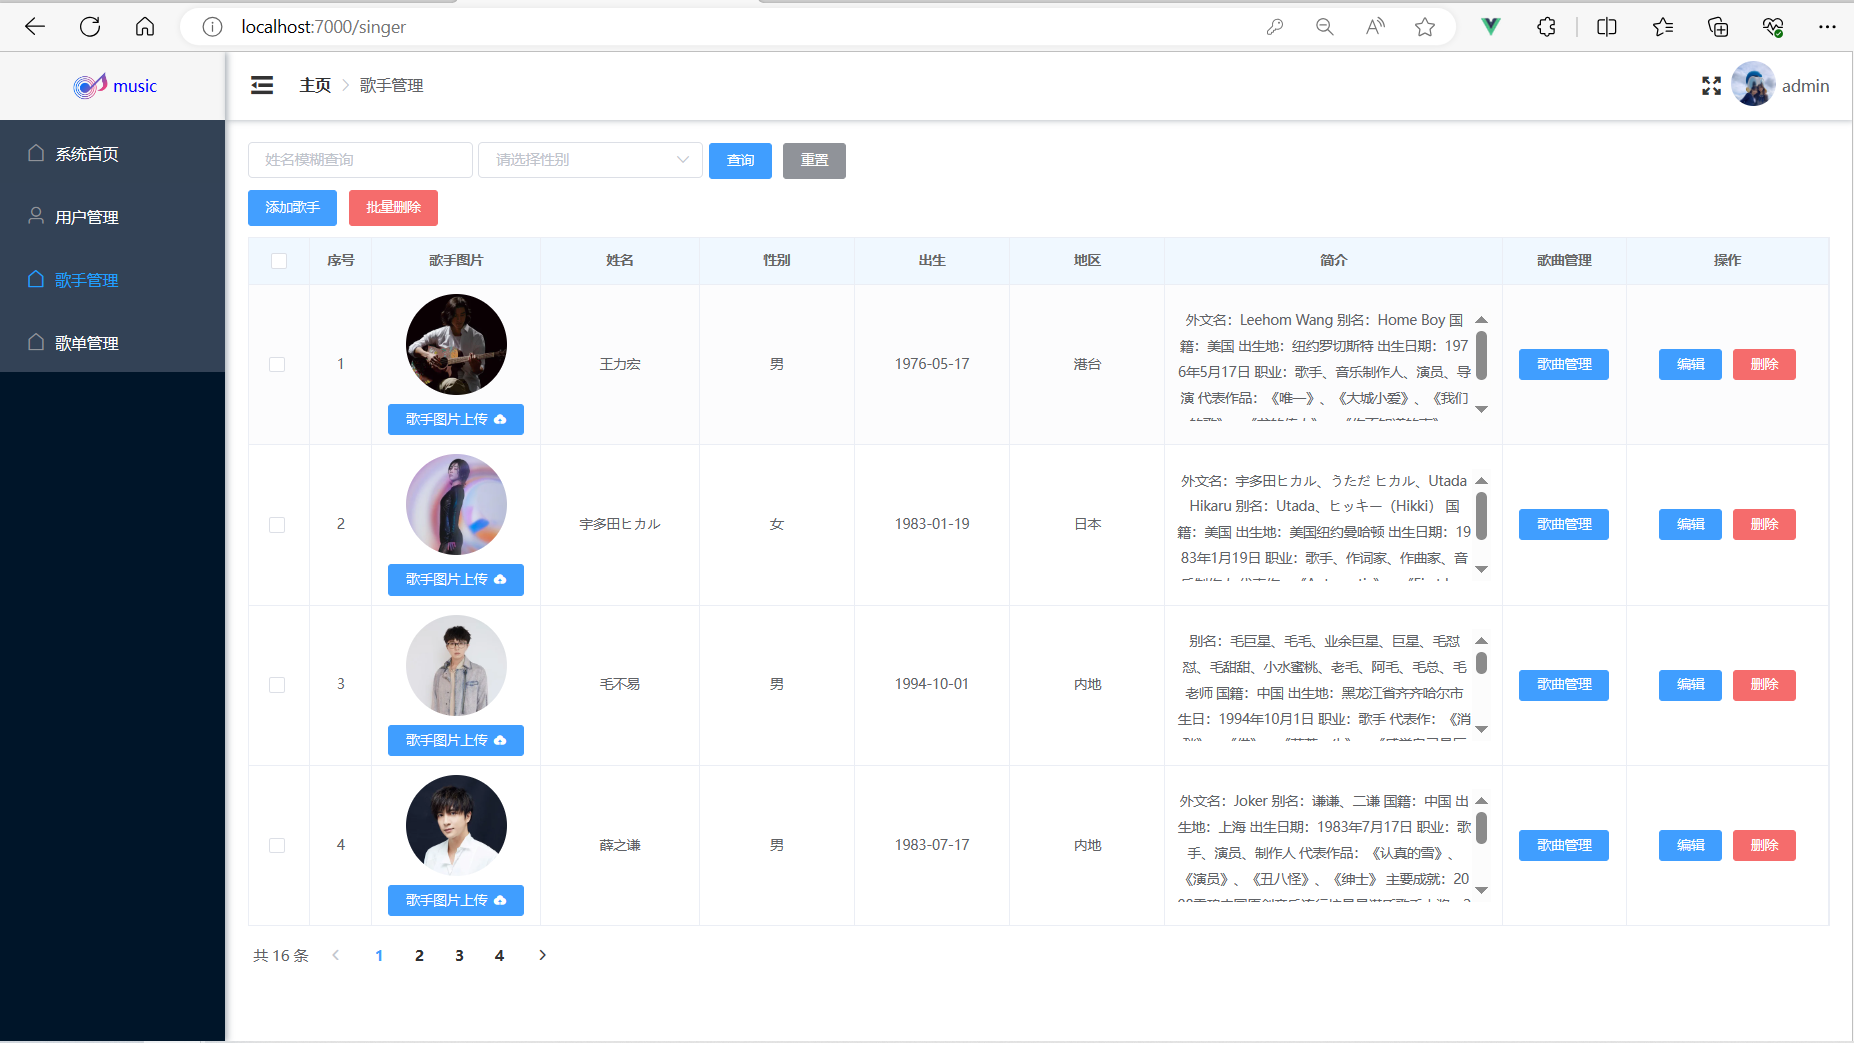 localhost:7000/singer
music
主页
歌手管理
admin
系统首页
用户管理
歌手管理
歌单管理
姓名模糊查询
请选择性别
查询
重置
添加歌手
批量删除
序号 歌手图片 姓名 性别 出生 地区 简介 歌曲管理 操作
1
歌手图片上传
王力宏
男
1976-05-17
港台
外文名：Leehom Wang 别名：Home Boy 国
籍：美国 出生地：纽约罗切斯特 出生日期：197
6年5月17日 职业：歌手、音乐制作人、演员、导
演 代表作品：《唯一》、《大城小爱》、《我们
歌曲管理
编辑
删除
2
歌手图片上传
宇多田ヒカル
女
1983-01-19
日本
外文名：宇多田ヒカル、うただ ヒカル、Utada
Hikaru 别名：Utada、ヒッキー（Hikki） 国
籍：美国 出生地：美国纽约曼哈顿 出生日期：19
83年1月19日 职业：歌手、作词家、作曲家、音
歌曲管理
编辑
删除
3
歌手图片上传
毛不易
男
1994-10-01
内地
别名：毛巨星、毛毛、业余巨星、巨星、毛怼
怼、毛甜甜、小水蜜桃、老毛、阿毛、毛总、毛
老师 国籍：中国 出生地：黑龙江省齐齐哈尔市
生日：1994年10月1日 职业：歌手 代表作：《消
歌曲管理
编辑
删除
4
歌手图片上传
薛之谦
男
1983-07-17
内地
外文名：Joker 别名：谦谦、二谦 国籍：中国 出
生地：上海 出生日期：1983年7月17日 职业：歌
手、演员、制作人 代表作品：《认真的雪》、
《演员》、《丑八怪》、《绅士》 主要成就：20
歌曲管理
编辑
删除
共 16 条
1 2 3 4